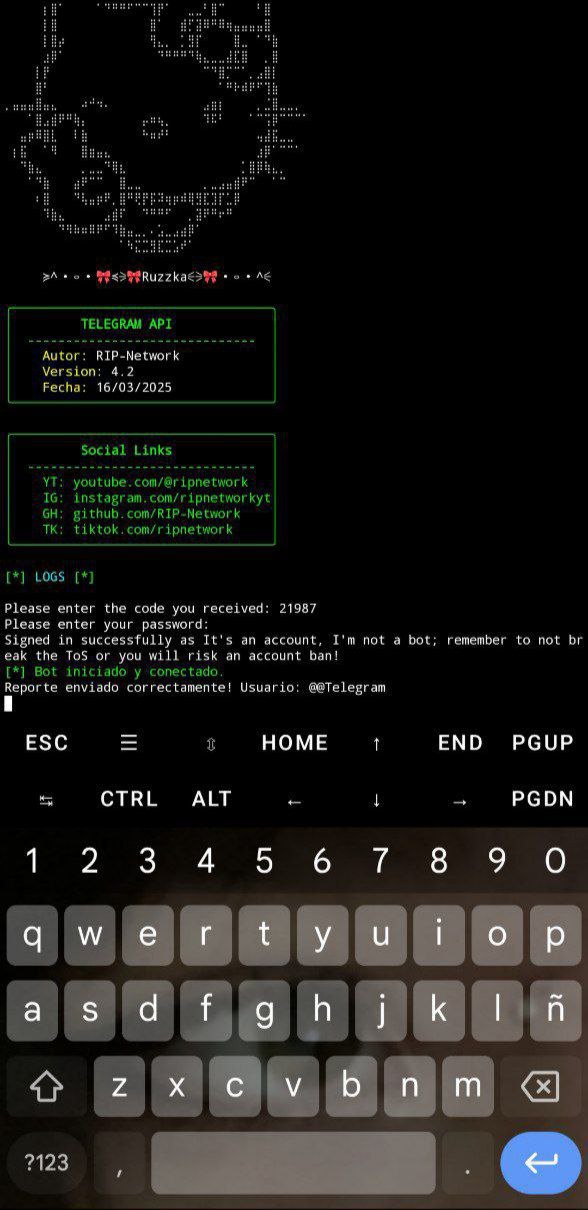 ≽^•⩊•🎀≼≽🎀Ruzzka≼≽🎀•⩊•^≼
TELEGRAM API
------------------------------
Autor: RIP-Network
Version: 4.2
Fecha: 16/03/2025
Social Links
------------------------------
YT: youtube.com/@ripnetwork
IG: instagram.com/ripnetworkyt
GH: github.com/RIP-Network
TK: tiktok.com/ripnetwork
[*] LOGS [*]
Please enter the code you received: 21987
Please enter your password:
Signed in successfully as It's an account, I'm not a bot; remember to not br
eak the ToS or you will risk an account ban!
[*] Bot iniciado y conectado.
Reporte enviado correctamente! Usuario: @@Telegram
ESC ☰ ⇳ HOME ↑ END PGUP
↹ CTRL ALT ← ↓ → PGDN
1 2 3 4 5 6 7 8 9 0
q w e r t y u i o p
a s d f g h j k l ñ
z x c v b n m
?123 , .